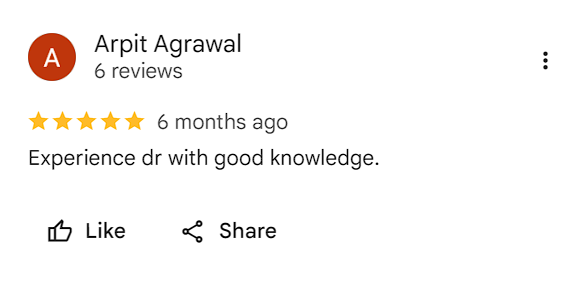 A
Arpit Agrawal
6 reviews
6 months ago
Experience dr with good knowledge.
Like
Share